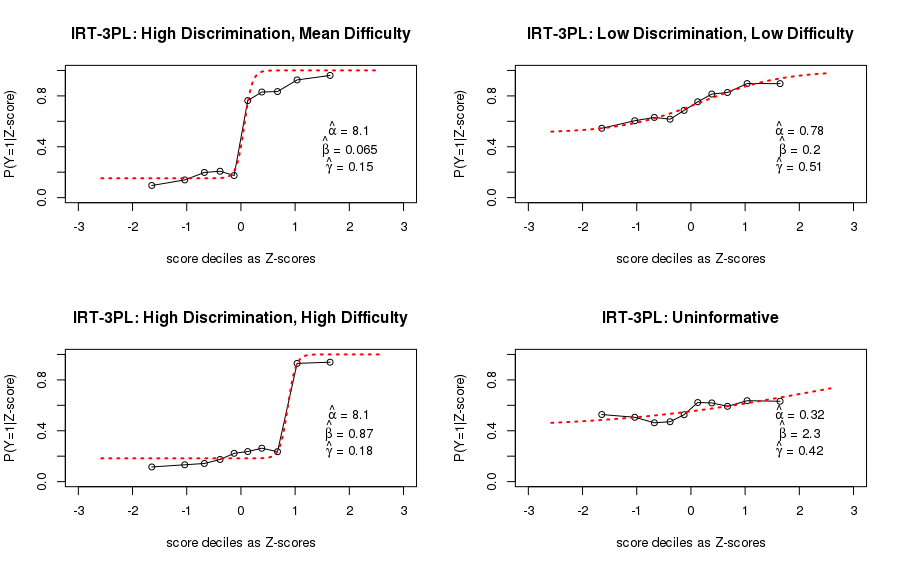 IRT-3PL: High Discrimination, Mean Difficulty
P(Y=1|Z-score)
0.0 0.4 0.8
α̂ = 8.1
β̂ = 0.065
γ̂ = 0.15
-3 -2 -1 0 1 2 3
score deciles as Z-scores
IRT-3PL: Low Discrimination, Low Difficulty
P(Y=1|Z-score)
0.0 0.4 0.8
α̂ = 0.78
β̂ = 0.2
γ̂ = 0.51
-3 -2 -1 0 1 2 3
score deciles as Z-scores
IRT-3PL: High Discrimination, High Difficulty
P(Y=1|Z-score)
0.0 0.4 0.8
α̂ = 8.1
β̂ = 0.87
γ̂ = 0.18
-3 -2 -1 0 1 2 3
score deciles as Z-scores
IRT-3PL: Uninformative
P(Y=1|Z-score)
0.0 0.4 0.8
α̂ = 0.32
β̂ = 2.3
γ̂ = 0.42
-3 -2 -1 0 1 2 3
score deciles as Z-scores